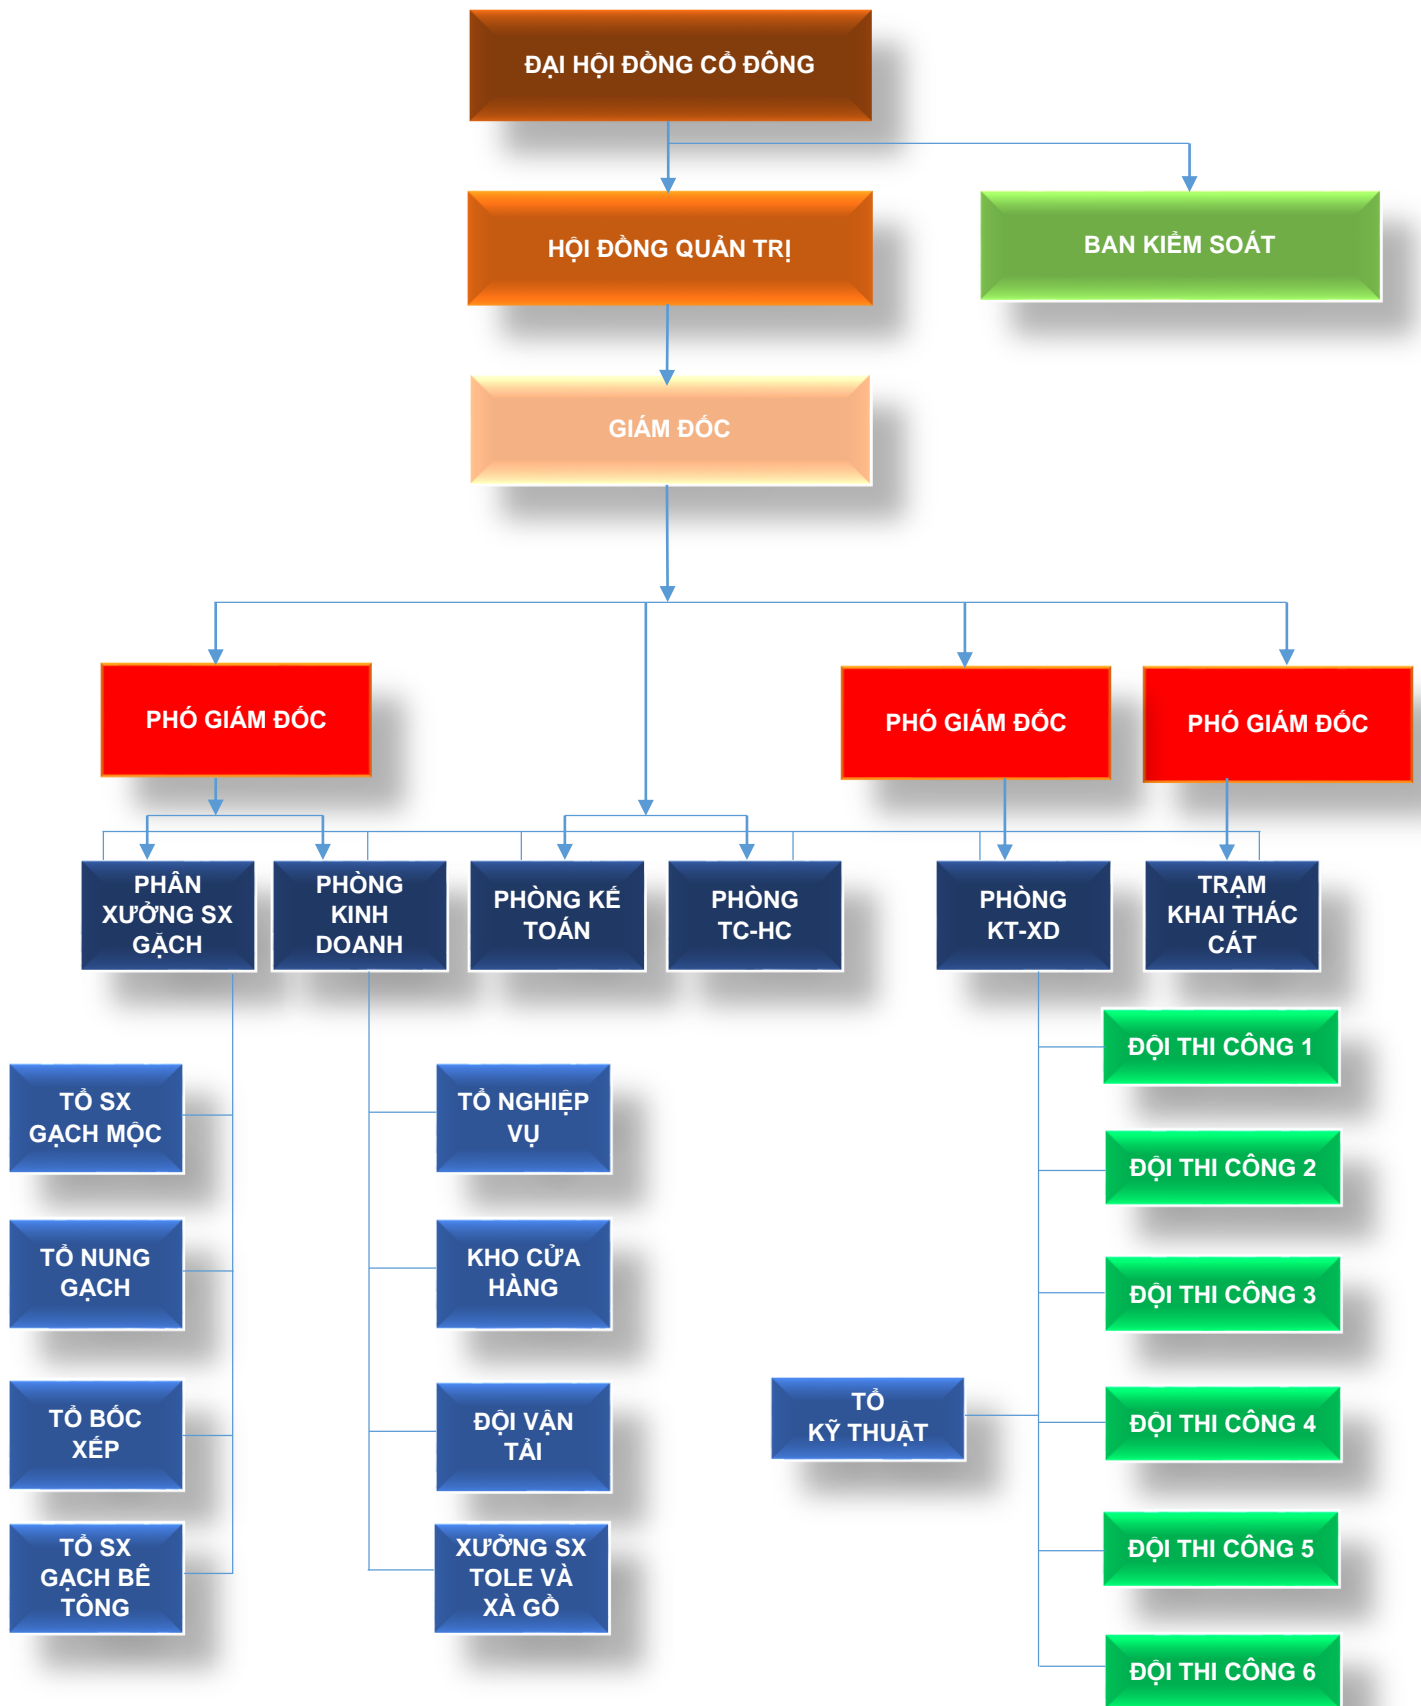 ĐẠI HỘI ĐỒNG CỔ ĐÔNG
HỘI ĐỒNG QUẢN TRỊ
BAN KIỂM SOÁT
GIÁM ĐỐC
PHÓ GIÁM ĐỐC
PHÓ GIÁM ĐỐC
PHÓ GIÁM ĐỐC
PHÂN
XƯỞNG SX
GẶCH
PHÒNG
KINH
DOANH
PHÒNG KẾ
TOÁN
PHÒNG
TC-HC
PHÒNG
KT-XD
TRẠM
KHAI THÁC
CÁT
TỔ SX
GẠCH MỘC
TỔ NUNG
GẠCH
TỔ BỐC
XẾP
TỔ SX
GẠCH BÊ
TÔNG
TỔ NGHIỆP
VỤ
KHO CỬA
HÀNG
ĐỘI VẬN
TẢI
XƯỞNG SX
TOLE VÀ
XÀ GỒ
TỔ
KỸ THUẬT
ĐỘI THI CÔNG 1
ĐỘI THI CÔNG 2
ĐỘI THI CÔNG 3
ĐỘI THI CÔNG 4
ĐỘI THI CÔNG 5
ĐỘI THI CÔNG 6